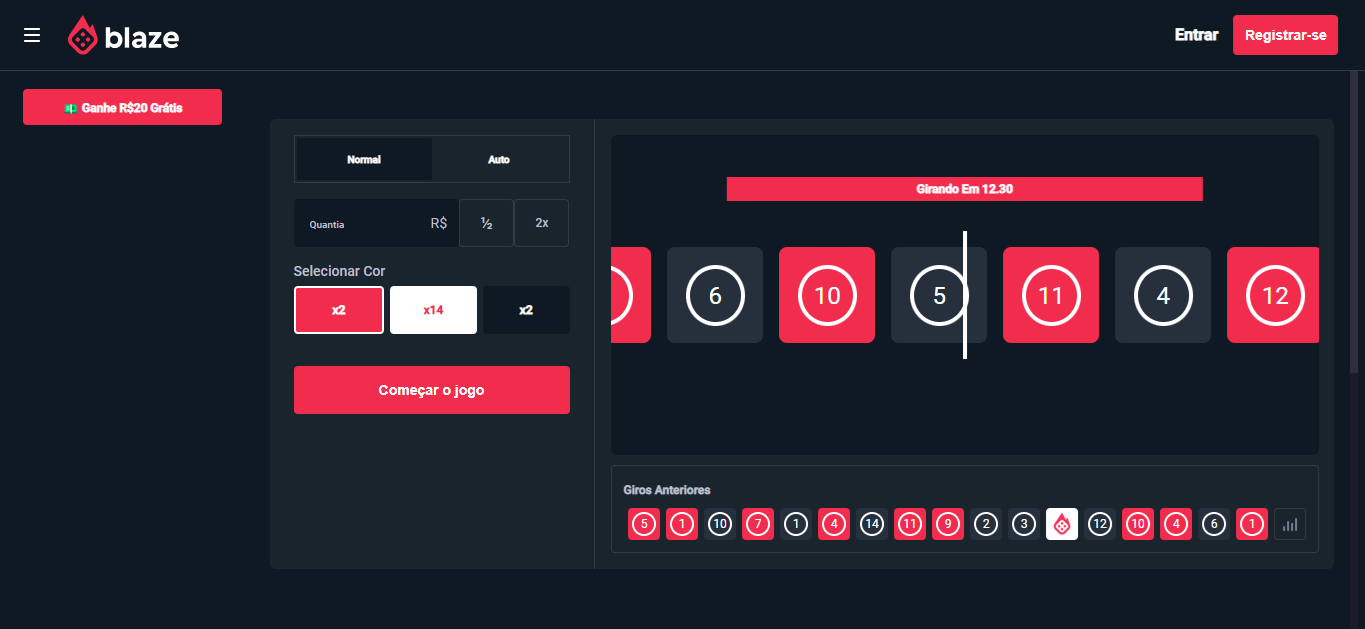 blaze
Entrar
Registrar-se
Ganhe R$20 Grátis
Normal Auto
Quantia R$ ½ 2x
Selecionar Cor
x2 x14 x2
Começar o jogo
Girando Em 12.30
6 10 5 11 4 12
Giros Anteriores
5 1 10 7 1 4 14 11 9 2 3 12 10 4 6 1